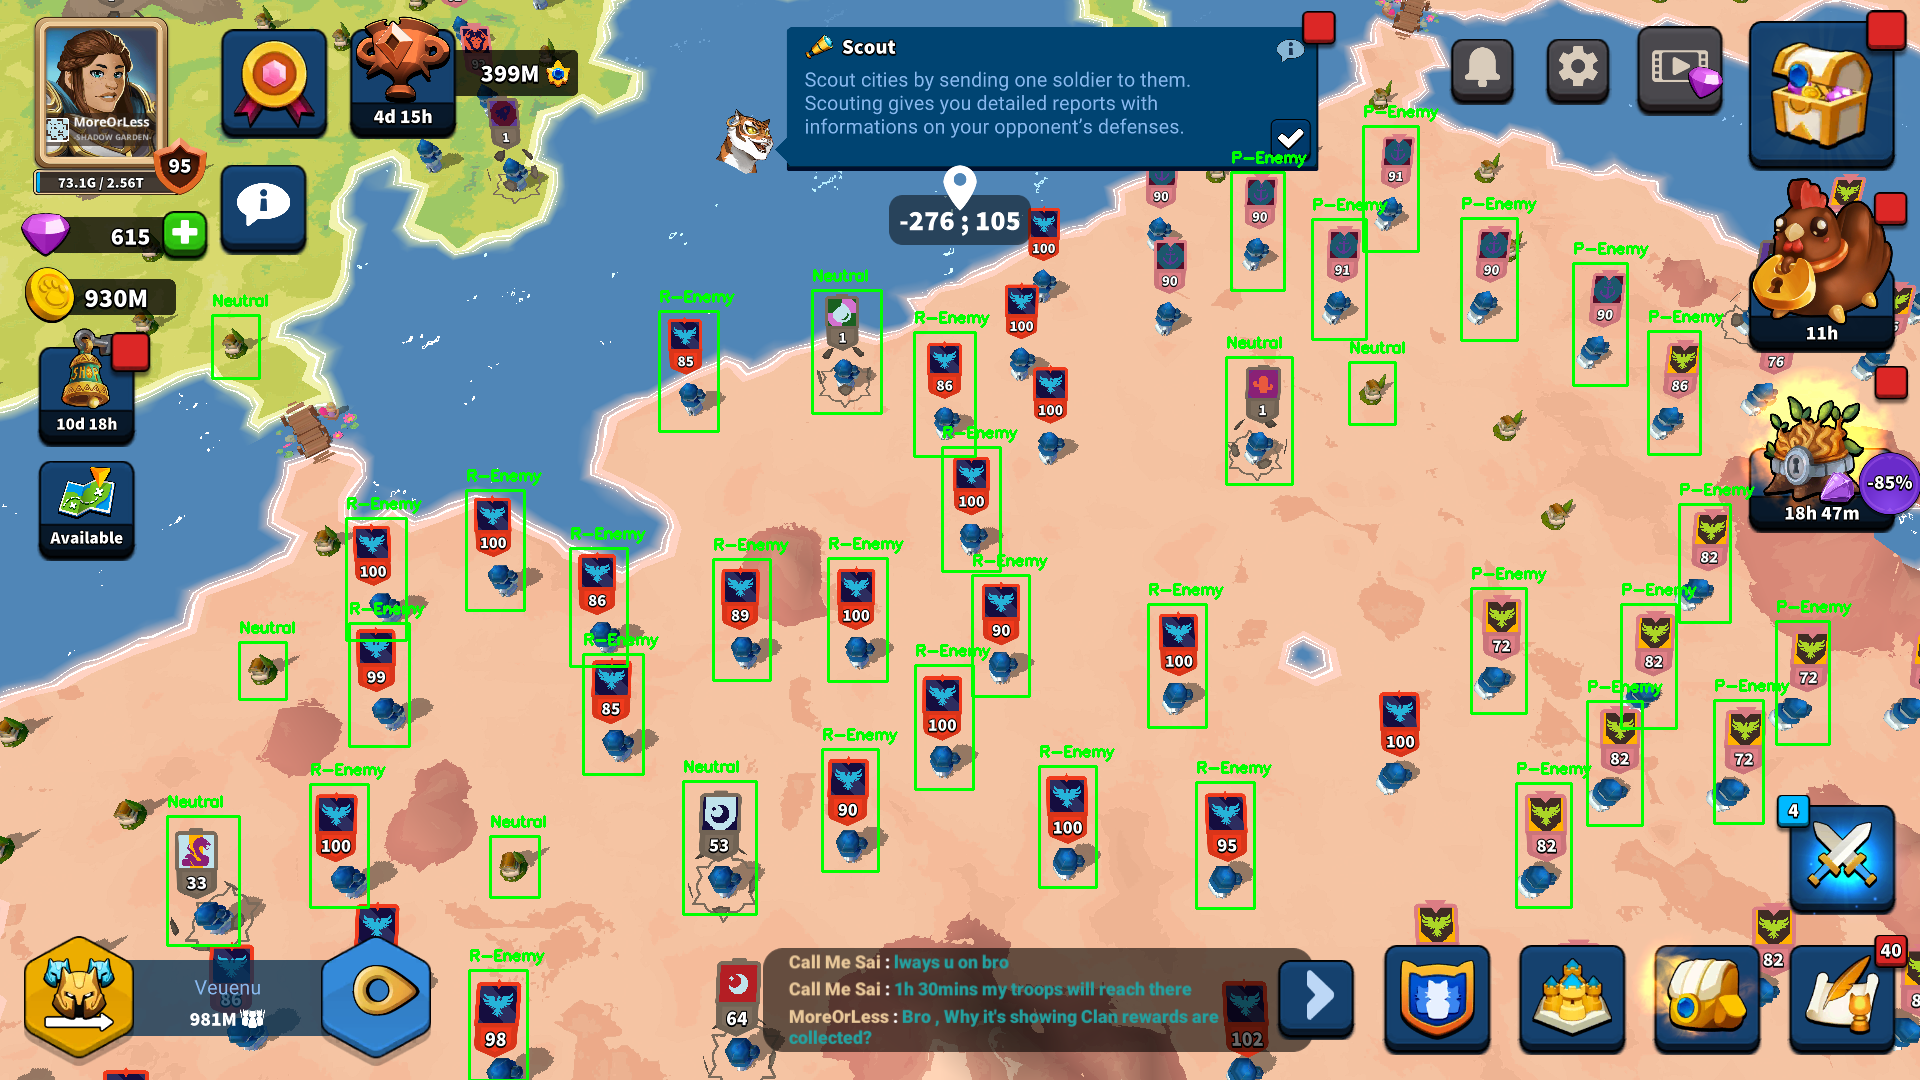 Scout
Scout cities by sending one soldier to them.
Scouting gives you detailed reports with
informations on your opponent's defenses.
MoreOrLess
-SHADOW GARDEN-
95
73.1G / 2.56T
399M
4d 15h
615
930M
10d 18h
Available
-276 ; 105
11h
-85%
18h 47m
1
90
90
P-Enemy
90
P-Enemy
91
P-Enemy
91
P-Enemy
90
P-Enemy
90
P-Enemy
86
76
100
100
100
Neutral
R-Enemy
85
Neutral
1
R-Enemy
86
Neutral
1
Neutral
R-Enemy
100
R-Enemy
100
R-Enemy
100
R-Enemy
86
R-Enemy
89
R-Enemy
100
R-Enemy
90
R-Enemy
99
R-Enemy
85
R-Enemy
100
R-Enemy
100
P-Enemy
82
P-Enemy
72
P-Enemy
82
P-Enemy
72
P-Enemy
82
P-Enemy
72
P-Enemy
82
100
Neutral
Neutral
33
R-Enemy
100
Neutral
Neutral
53
R-Enemy
90
R-Enemy
100
R-Enemy
95
4
R-Enemy
98
64
102
82
86
Veuenu
981M
Call Me Sai : lways u on bro
Call Me Sai : 1h 30mins my troops will reach there
MoreOrLess : Bro , Why it's showing Clan rewards are
collected?
40